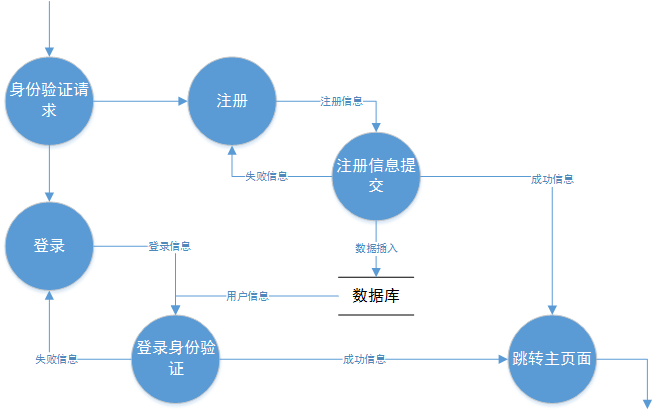 身份验证请
求
注册
注册信息
注册信息提
交
失败信息
成功信息
登录
登录信息
数据插入
用户信息
数据库
登录身份验
证
失败信息
成功信息
跳转主页面